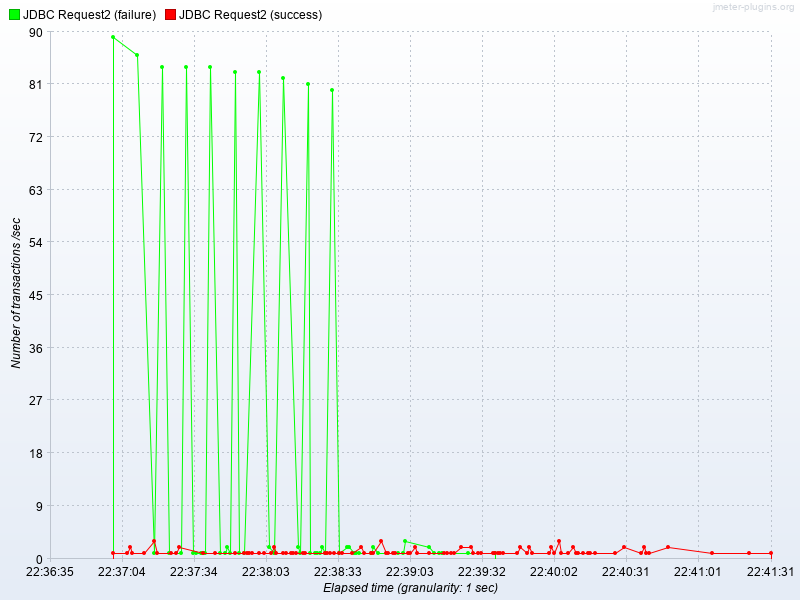 JDBC Request2 (failure) JDBC Request2 (success)
jmeter-plugins.org
90
81
72
63
54
45
36
27
18
9
0
Number of transactions /sec
22:36:35 22:37:04 22:37:34 22:38:03 22:38:33 22:39:03 22:39:32 22:40:02 22:40:31 22:41:01 22:41:31
Elapsed time (granularity: 1 sec)